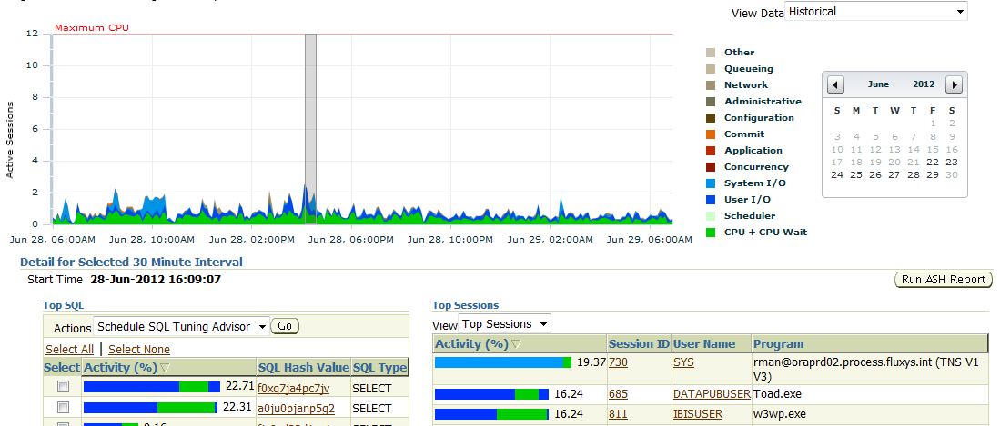 View Data Historical
Maximum CPU
12
10
8
6
4
2
0
Active Sessions
Jun 28, 06:00AM Jun 28, 10:00AM Jun 28, 02:00PM Jun 28, 06:00PM Jun 28, 10:00PM Jun 29, 02:00AM Jun 29, 06:00AM
Other
Queueing
Network
Administrative
Configuration
Commit
Application
Concurrency
System I/O
User I/O
Scheduler
CPU + CPU Wait
June 2012
S M T W T F S
1 2
3 4 5 6 7 8 9
10 11 12 13 14 15 16
17 18 19 20 21 22 23
24 25 26 27 28 29 30
Detail for Selected 30 Minute Interval
Start Time 28-Jun-2012 16:09:07
Run ASH Report
Top SQL
Actions Schedule SQL Tuning Advisor Go
Select All | Select None
Select Activity (%) SQL Hash Value SQL Type
22.71 f0xq7ja4pc7jv SELECT
22.31 a0ju0pjanp5q2 SELECT
Top Sessions
View Top Sessions
Activity (%) Session ID User Name Program
19.37 730 SYS rman@oraprd02.process.fluxys.int (TNS V1-
V3)
16.24 685 DATAPUBUSER Toad.exe
16.24 811 IBISUSER w3wp.exe